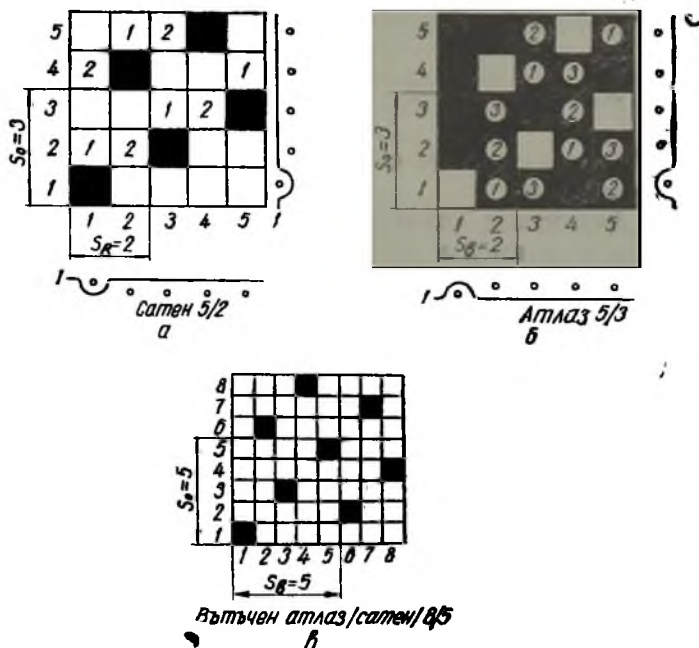 5 1 2
4 2 1
3 1 2
2 1 2
1
S₀=3
1 2 3 4 5 1
Sв=2
1
Сатен 5/2
а
5 2 1
4 1 3
3 3 2
2 2 1 3
1 1 3 2
S₀=3
1 2 3 4 5
Sв=2
1
Атлаз 5/3
б
8
7
6
5
4
3
2
1
S₀=5
1 2 3 4 5 6 7 8
Sв=5
Вътъчен атлаз/сатен/ 8/5
в